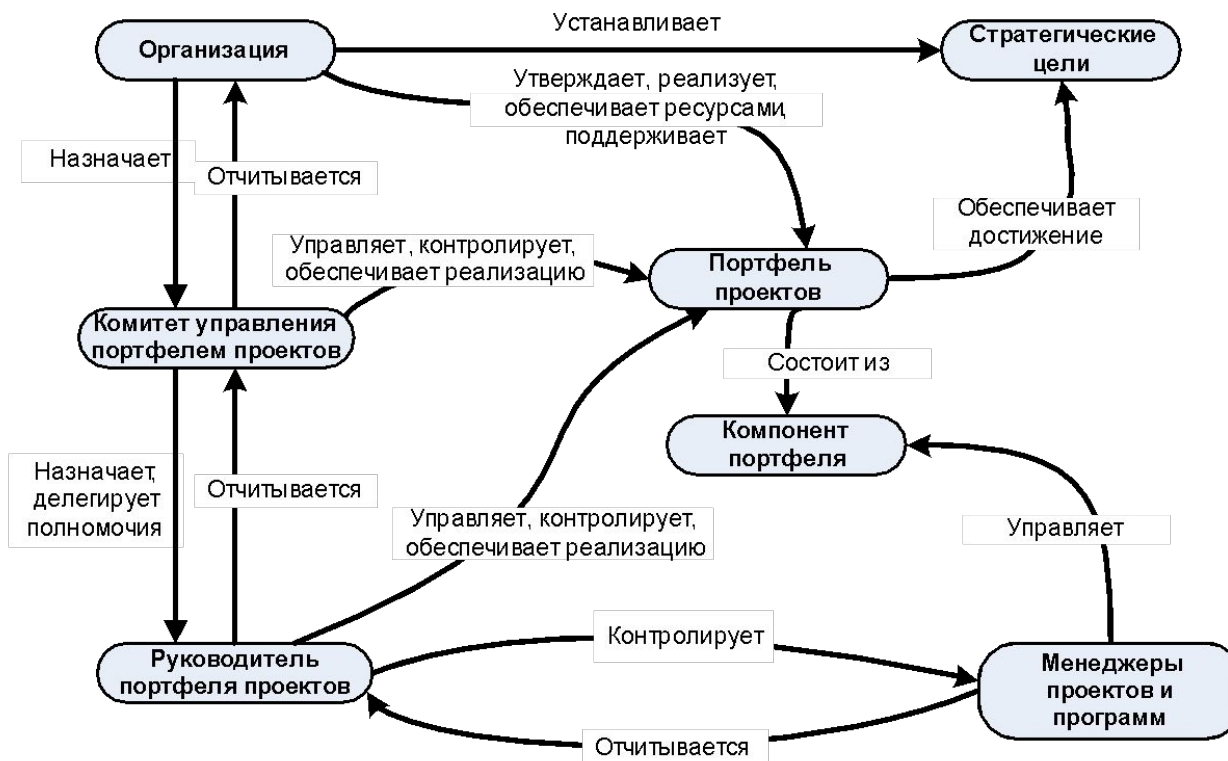 Устанавливает
Организация
Стратегические
цели
Утверждает, реализует,
обеспечивает ресурсами,
поддерживает
Назначает
Отчитывается
Обеспечивает
достижение
Управляет, контролирует,
обеспечивает реализацию
Портфель
проектов
Комитет управления
портфелем проектов
Состоит из
Компонент
портфеля
Назначает,
делегирует
полномочия
Отчитывается
Управляет, контролирует,
обеспечивает реализацию
Управляет
Контролирует
Руководитель
портфеля проектов
Менеджеры
проектов и
программ
Отчитывается